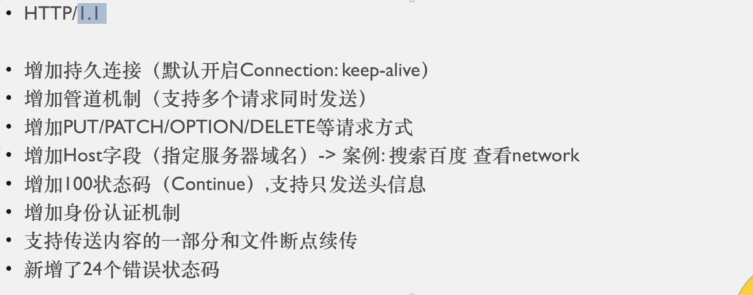 • HTTP/1.1
• 增加持久连接（默认开启Connection: keep-alive）
• 增加管道机制（支持多个请求同时发送）
• 增加PUT/PATCH/OPTION/DELETE等请求方式
• 增加Host字段（指定服务器域名）-> 案例: 搜索百度 查看network
• 增加100状态码（Continue）,支持只发送头信息
• 增加身份认证机制
• 支持传送内容的一部分和文件断点续传
• 新增了24个错误状态码